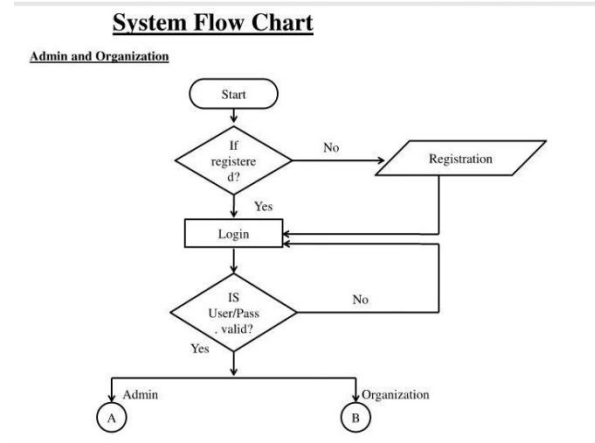 System Flow Chart
Admin and Organization
Start
If
registere
d?
No
Registration
Yes
Login
IS
User/Pass
. valid?
No
Yes
Admin
Organization
A
B